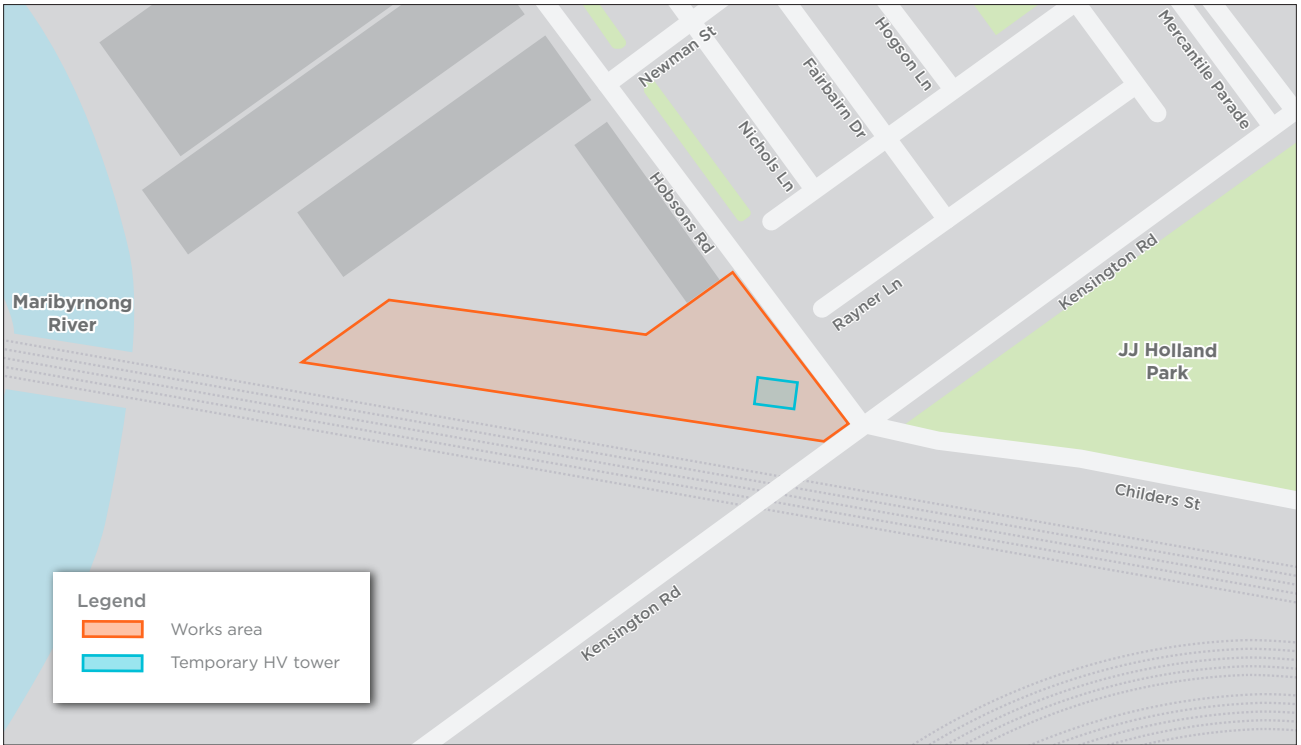 Newman St
Hogson Ln
Mercantile Parade
Fairbairn Dr
Nichols Ln
Hobsons Rd
Kensington Rd
Rayner Ln
Maribyrnong
River
JJ Holland
Park
Childers St
Kensington Rd
Legend
Works area
Temporary HV tower